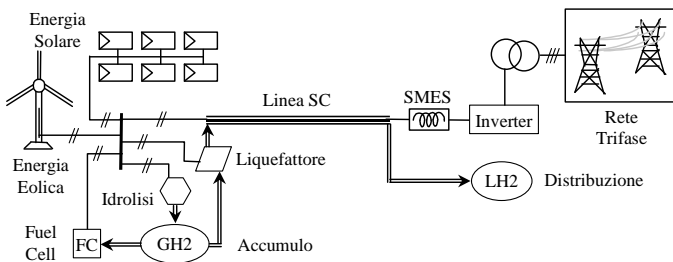 Energia
Solare
Linea SC
SMES
Inverter
Rete
Trifase
Energia
Eolica
Liquefattore
Idrolisi
LH2
Distribuzione
Fuel
Cell
FC
GH2
Accumulo